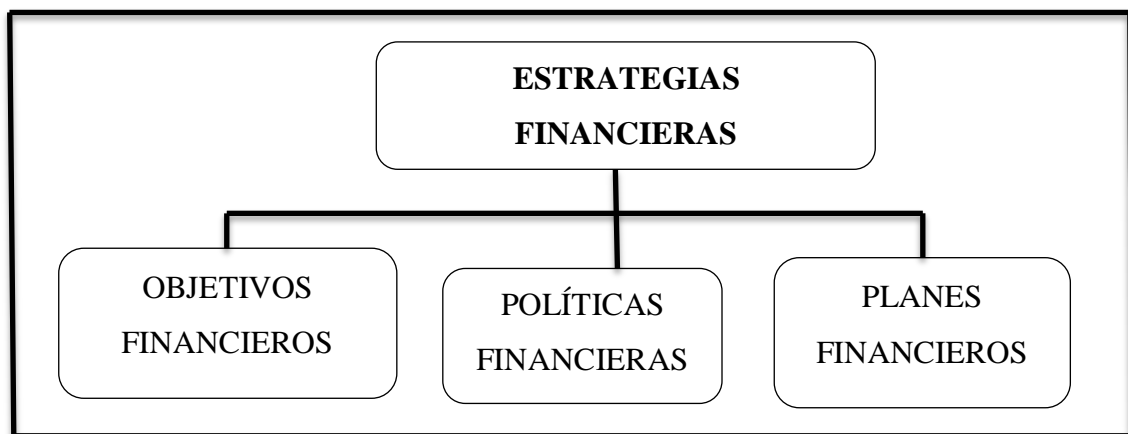 ESTRATEGIAS
FINANCIERAS
OBJETIVOS
FINANCIEROS
POLÍTICAS
FINANCIERAS
PLANES
FINANCIEROS